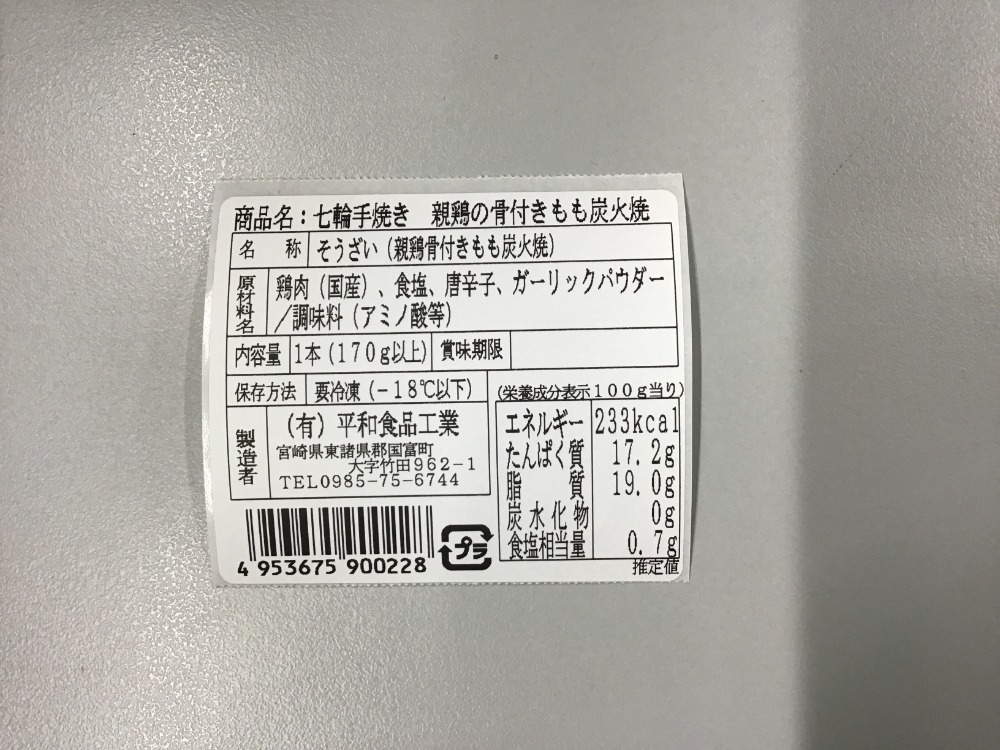 商品名：七輪手焼き　親鶏の骨付きもも炭火焼
名　称 そうざい（親鶏骨付きもも炭火焼）
原材料名 鶏肉（国産）、食塩、唐辛子、ガーリックパウダー
／調味料（アミノ酸等）
内容量 1本（170ｇ以上） 賞味期限
保存方法 要冷凍（－18℃以下）
製造者 （有）平和食品工業
宮崎県東諸県郡国富町
大字竹田962-1
TEL0985-75-6744
（栄養成分表示100ｇ当り）
エネルギー 233kcal
たんぱく質 17.2g
脂質 19.0g
炭水化物 0g
食塩相当量 0.7g
推定値
4 953675 900228
プラ